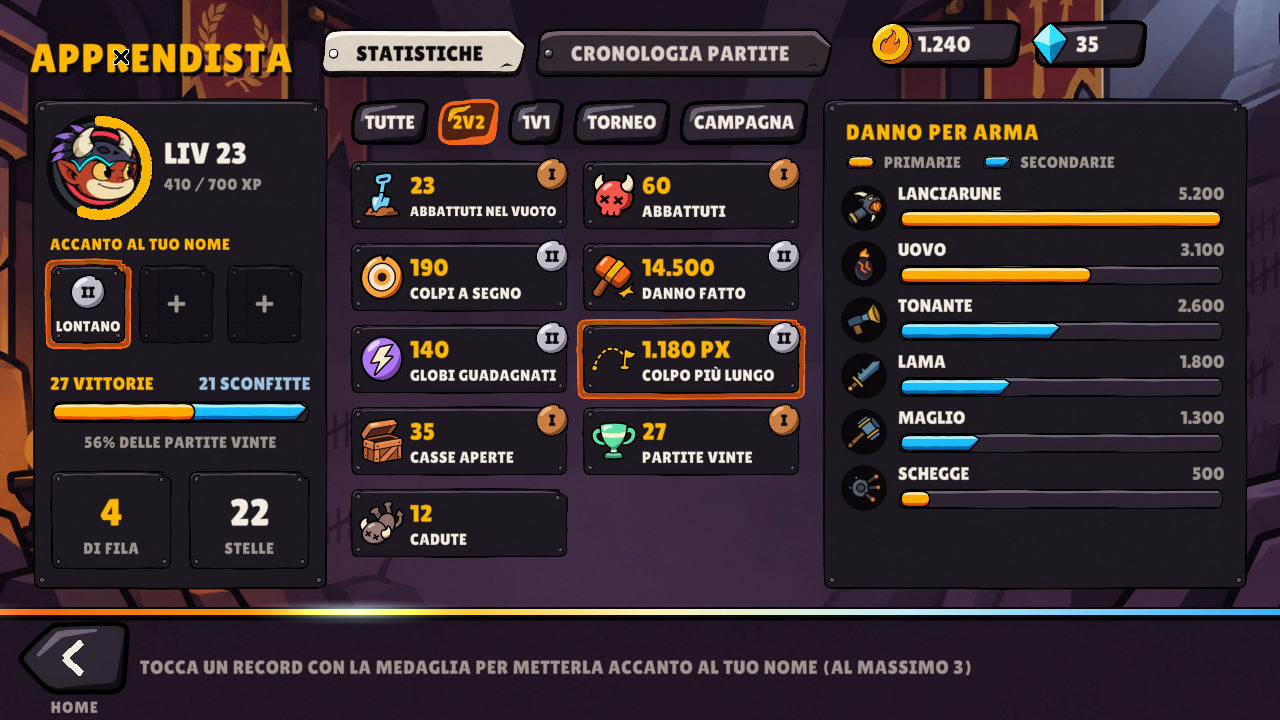 APPRENDISTA
STATISTICHE
CRONOLOGIA PARTITE
1.240
35
LIV 23
410 / 700 XP
ACCANTO AL TUO NOME
II
LONTANO
+
+
27 VITTORIE
21 SCONFITTE
56% DELLE PARTITE VINTE
4
DI FILA
22
STELLE
TUTTE
2V2
1V1
TORNEO
CAMPAGNA
23
ABBATTUTI NEL VUOTO
I
60
ABBATTUTI
I
190
COLPI A SEGNO
II
14.500
DANNO FATTO
II
140
GLOBI GUADAGNATI
II
1.180 PX
COLPO PIÙ LUNGO
II
35
CASSE APERTE
I
27
PARTITE VINTE
I
12
CADUTE
DANNO PER ARMA
PRIMARIE
SECONDARIE
LANCIARUNE
5.200
UOVO
3.100
TONANTE
2.600
LAMA
1.800
MAGLIO
1.300
SCHEGGE
500
TOCCA UN RECORD CON LA MEDAGLIA PER METTERLA ACCANTO AL TUO NOME (AL MASSIMO 3)
HOME